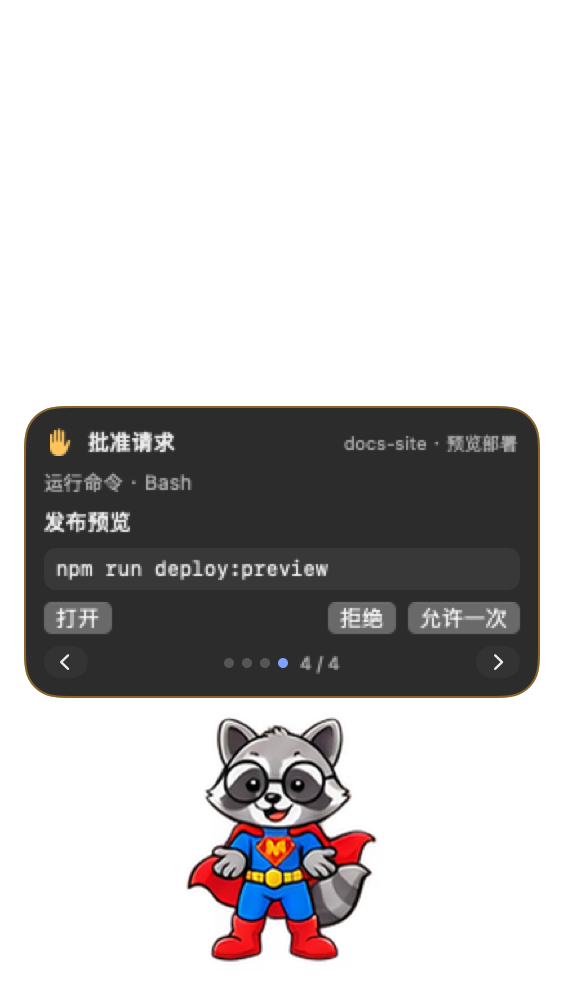 批准请求
docs-site · 预览部署
运行命令 · Bash
发布预览
npm run deploy:preview
打开 拒绝 允许一次
4 / 4
M